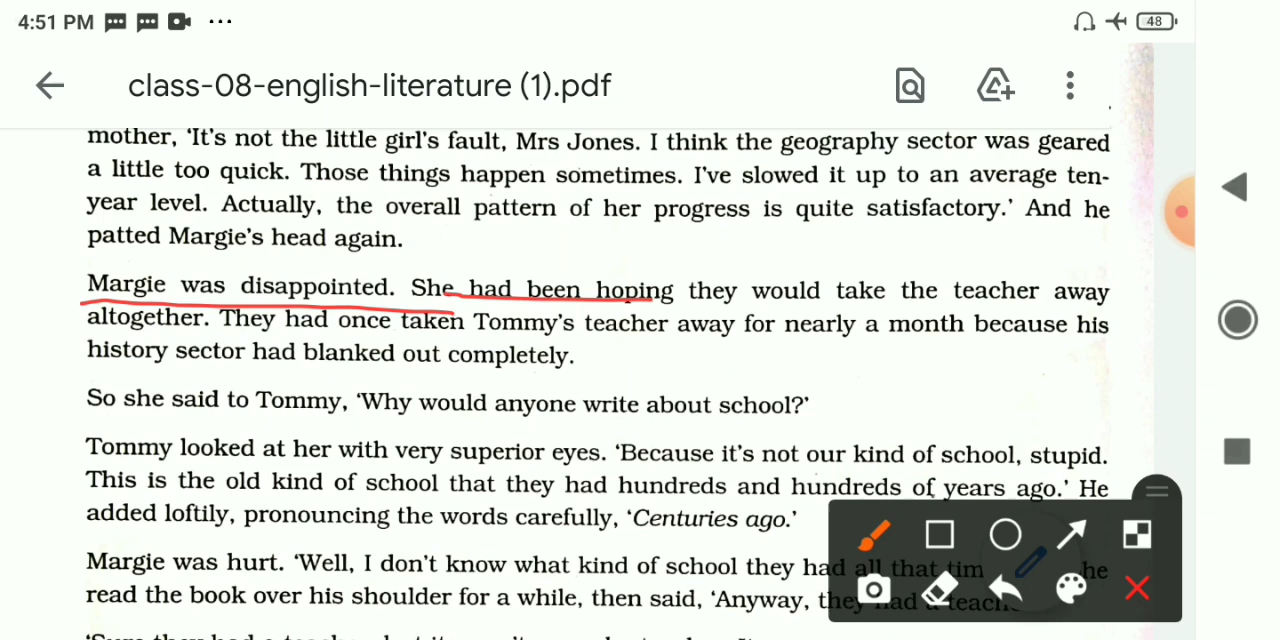 4:51 PM ... 48
class-08-english-literature (1).pdf
mother, ‘It’s not the little girl’s fault, Mrs Jones. I think the geography sector was geared
a little too quick. Those things happen sometimes. I’ve slowed it up to an average ten-
year level. Actually, the overall pattern of her progress is quite satisfactory.’ And he
patted Margie’s head again.
Margie was disappointed. She had been hoping they would take the teacher away
altogether. They had once taken Tommy’s teacher away for nearly a month because his
history sector had blanked out completely.
So she said to Tommy, ‘Why would anyone write about school?’
Tommy looked at her with very superior eyes. ‘Because it’s not our kind of school, stupid.
This is the old kind of school that they had hundreds and hundreds of years ago.’ He
added loftily, pronouncing the words carefully, ‘Centuries ago.’
Margie was hurt. ‘Well, I don’t know what kind of school they had all that tim he
read the book over his shoulder for a while, then said, ‘Anyway, they had a teach